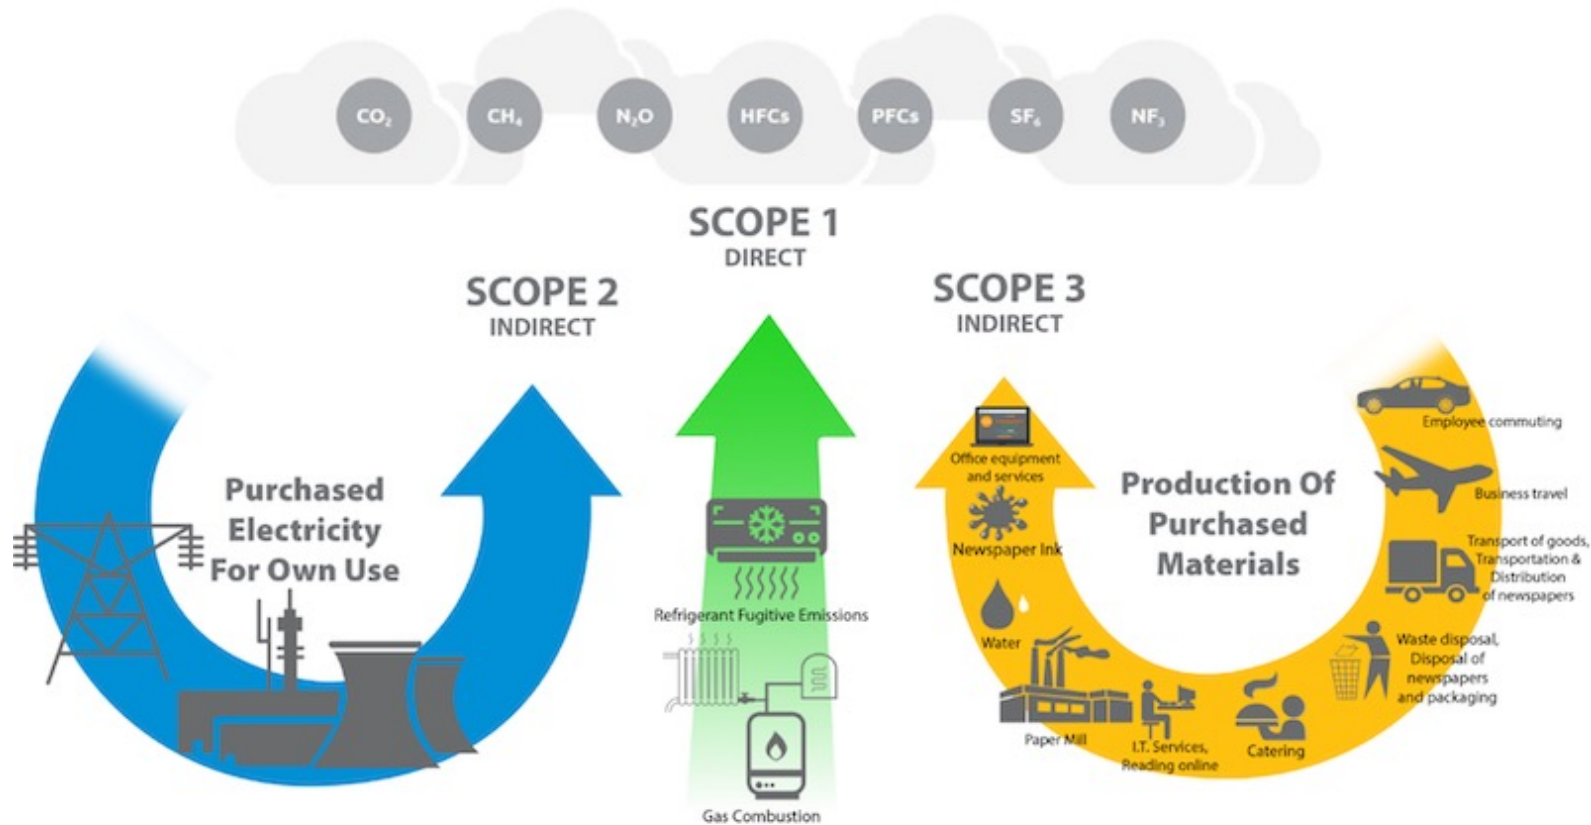 CO₂
CH₄
N₂O
HFCs
PFCs
SF₆
NF₃
SCOPE 1
DIRECT
SCOPE 2
INDIRECT
SCOPE 3
INDIRECT
Purchased
Electricity
For Own Use
Refrigerant Fugitive Emissions
Gas Combustion
Production Of
Purchased
Materials
Office equipment
and services
Newspaper Ink
Water
Paper Mill
I.T. Services,
Reading online
Catering
Waste disposal,
Disposal of
newspapers
and packaging
Transport of goods,
Transportation &
Distribution
of newspapers
Business travel
Employee commuting